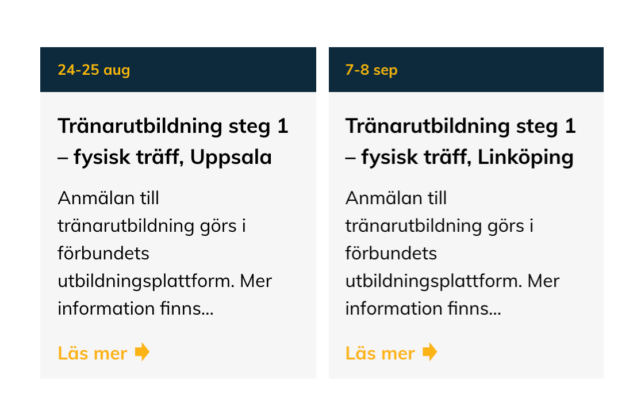 24-25 aug
Tränarutbildning steg 1
– fysisk träff, Uppsala
Anmälan till
tränarutbildning görs i
förbundets
utbildningsplattform. Mer
information finns...
Läs mer
7-8 sep
Tränarutbildning steg 1
– fysisk träff, Linköping
Anmälan till
tränarutbildning görs i
förbundets
utbildningsplattform. Mer
information finns...
Läs mer